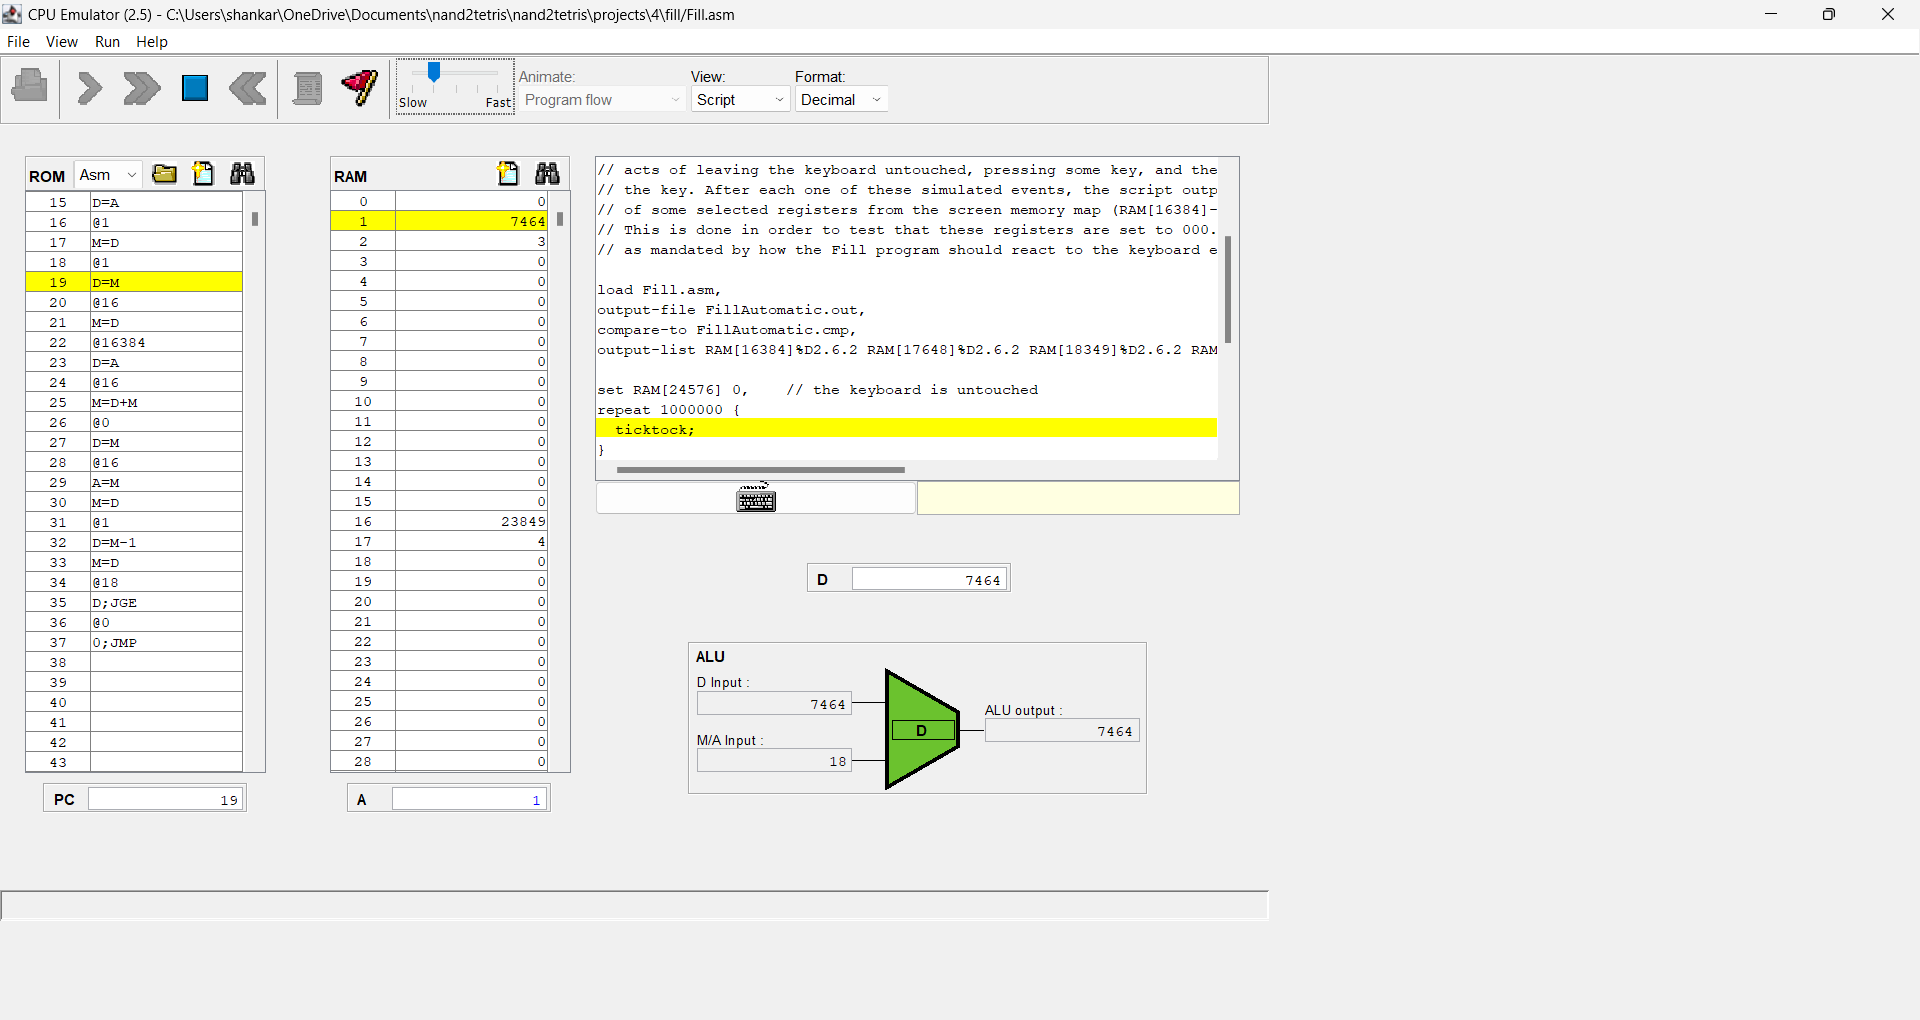 CPU Emulator (2.5) - C:\Users\shankar\OneDrive\Documents\nand2tetris\nand2tetris\projects\4\fill/Fill.asm
File View Run Help
Slow Fast
Animate:
Program flow
View:
Script
Format:
Decimal
ROM Asm
15 D=A
16 @1
17 M=D
18 @1
19 D=M
20 @16
21 M=D
22 @16384
23 D=A
24 @16
25 M=D+M
26 @0
27 D=M
28 @16
29 A=M
30 M=D
31 @1
32 D=M-1
33 M=D
34 @18
35 D;JGE
36 @0
37 0;JMP
38
39
40
41
42
43
PC 19
RAM
0 0
1 7464
2 3
3 0
4 0
5 0
6 0
7 0
8 0
9 0
10 0
11 0
12 0
13 0
14 0
15 0
16 23849
17 4
18 0
19 0
20 0
21 0
22 0
23 0
24 0
25 0
26 0
27 0
28 0
A 1
// acts of leaving the keyboard untouched, pressing some key, and the
// the key. After each one of these simulated events, the script outp
// of some selected registers from the screen memory map (RAM[16384]-
// This is done in order to test that these registers are set to 000.
// as mandated by how the Fill program should react to the keyboard e
load Fill.asm,
output-file FillAutomatic.out,
compare-to FillAutomatic.cmp,
output-list RAM[16384]%D2.6.2 RAM[17648]%D2.6.2 RAM[18349]%D2.6.2 RAM
set RAM[24576] 0, // the keyboard is untouched
repeat 1000000 {
ticktock;
}
D 7464
ALU
D Input :
7464
M/A Input :
18
D
ALU output :
7464